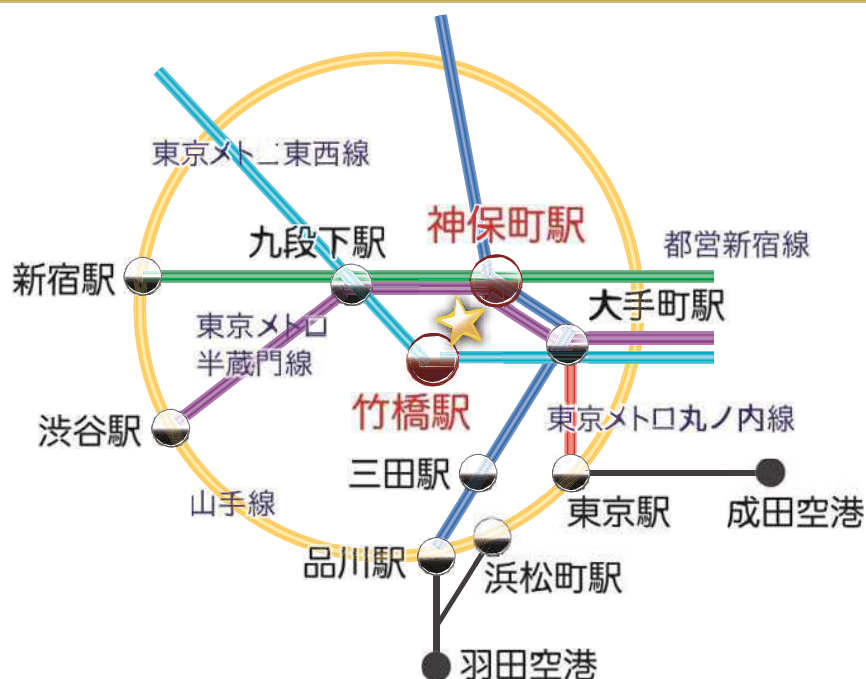 東京メトロ東西線
神保町駅
九段下駅
都営新宿線
新宿駅
大手町駅
東京メトロ
半蔵門線
竹橋駅
東京メトロ丸ノ内線
渋谷駅
三田駅
山手線
東京駅
成田空港
品川駅
浜松町駅
羽田空港